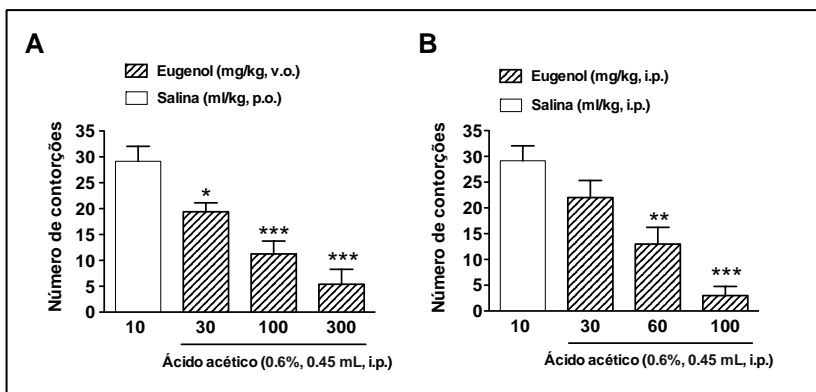 A
Eugenol (mg/kg, v.o.)
Salina (ml/kg, p.o.)
Número de contorções
35
30
25
20
15
10
5
0
*
***
***
10 30 100 300
Ácido acético (0.6%, 0.45 mL, i.p.)
B
Eugenol (mg/kg, i.p.)
Salina (ml/kg, i.p.)
Número de contorções
35
30
25
20
15
10
5
0
**
***
10 30 60 100
Ácido acético (0.6%, 0.45 mL, i.p.)